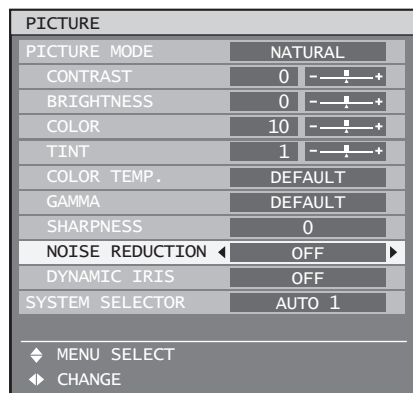 PICTURE
PICTURE MODE NATURAL
CONTRAST 0 - +
BRIGHTNESS 0 - +
COLOR 10 - +
TINT 1 - +
COLOR TEMP. DEFAULT
GAMMA DEFAULT
SHARPNESS 0
NOISE REDUCTION OFF
DYNAMIC IRIS OFF
SYSTEM SELECTOR AUTO 1
MENU SELECT
CHANGE